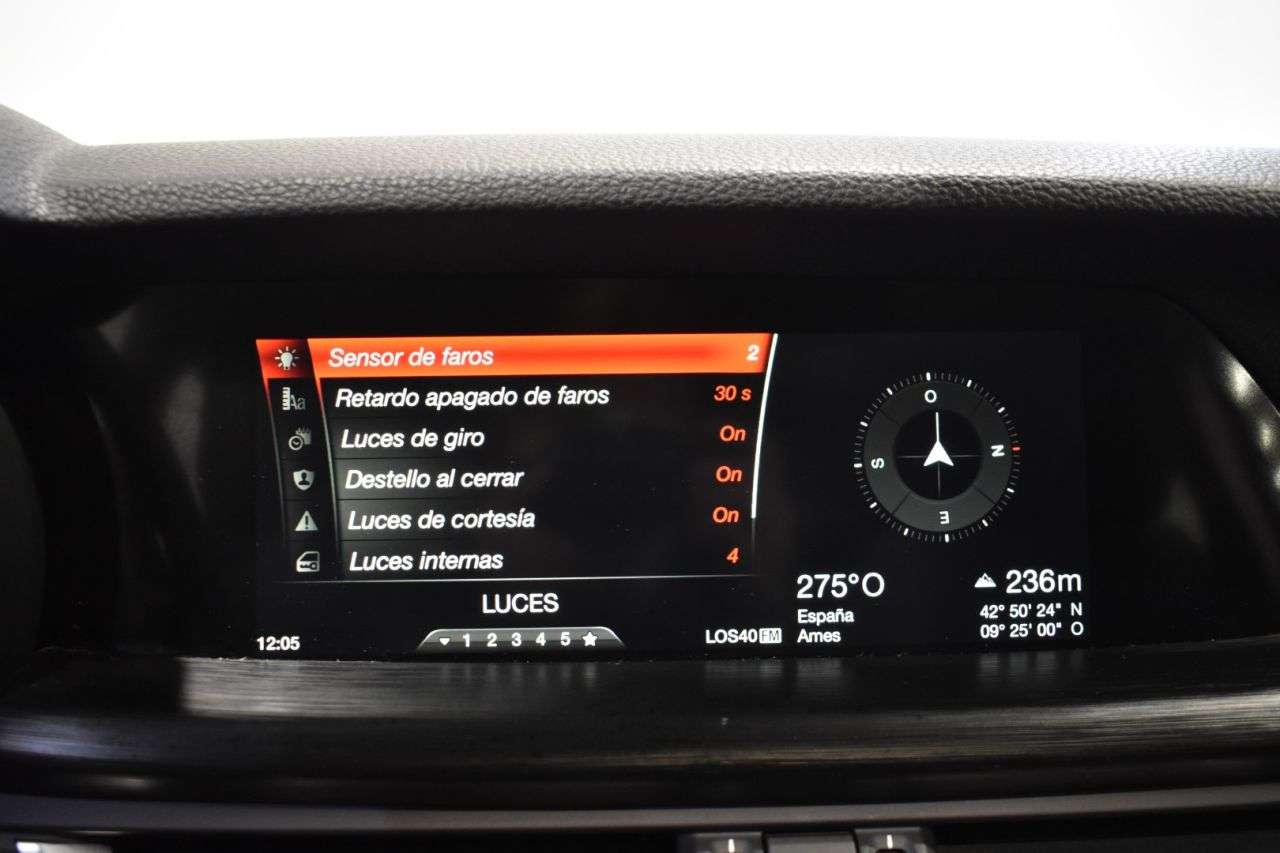 Sensor de faros 2
Retardo apagado de faros 30 s
Luces de giro On
Destello al cerrar On
Luces de cortesía On
Luces internas 4
LUCES
12:05
1 2 3 4 5
LOS40 FM
Aa
O
N
E
S
275°O
236m
España
Ames
42° 50' 24" N
09° 25' 00" O